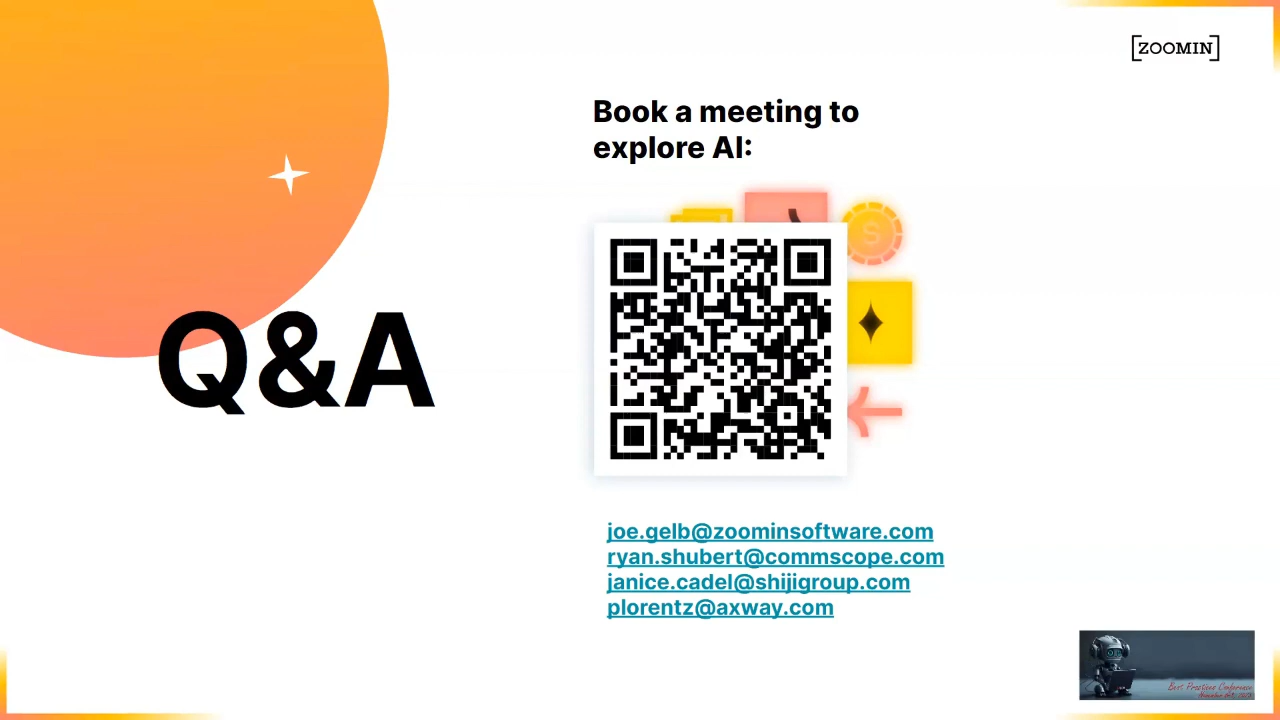 [ZOOMIN]
Book a meeting to
explore AI:
Q&A
joe.gelb@zoominsoftware.com
ryan.shubert@commscope.com
janice.cadel@shijigroup.com
plorentz@axway.com
Best Practices Conference